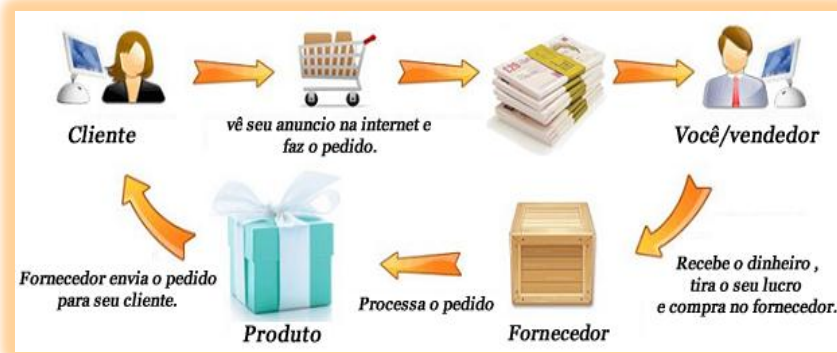 Cliente
vê seu anuncio na internet e
faz o pedido.
Você/vendedor
Recebe o dinheiro ,
tira o seu lucro
e compra no fornecedor.
Fornecedor
Processa o pedido
Produto
Fornecedor envia o pedido
para seu cliente.